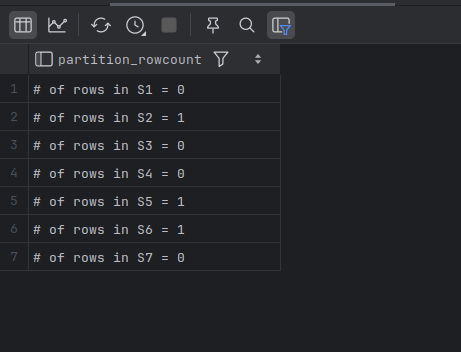 partition_rowcount
1 # of rows in S1 = 0
2 # of rows in S2 = 1
3 # of rows in S3 = 0
4 # of rows in S4 = 0
5 # of rows in S5 = 1
6 # of rows in S6 = 1
7 # of rows in S7 = 0